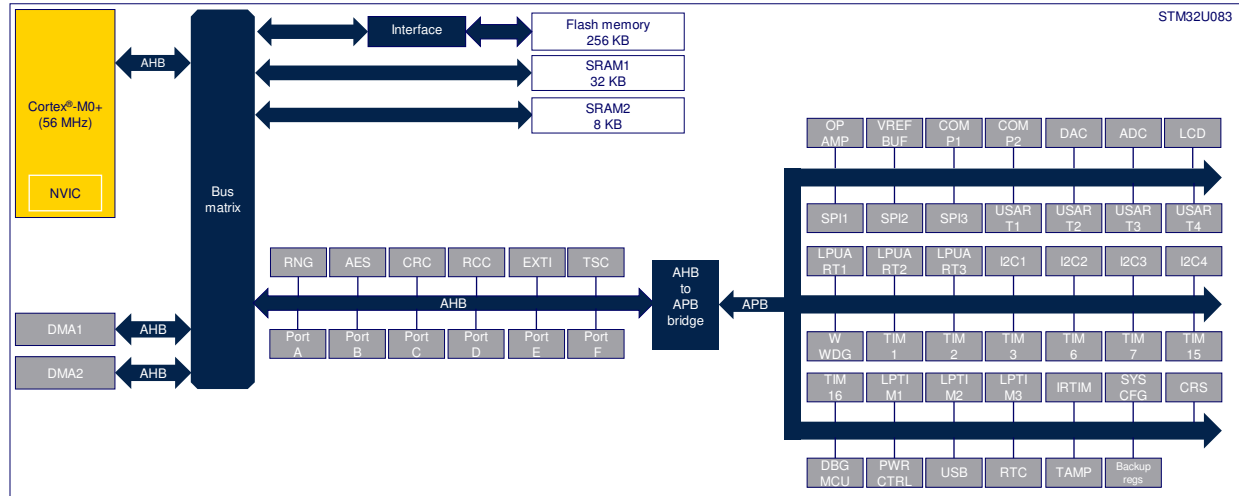 STM32U083
Cortex®-M0+
(56 MHz)
NVIC
AHB
Bus
matrix
Interface
Flash memory
256 KB
SRAM1
32 KB
SRAM2
8 KB
DMA1
AHB
DMA2
AHB
RNG
AES
CRC
RCC
EXTI
TSC
AHB
Port
A
Port
B
Port
C
Port
D
Port
E
Port
F
AHB
to
APB
bridge
APB
OP
AMP
VREF
BUF
COM
P1
COM
P2
DAC
ADC
LCD
SPI1
SPI2
SPI3
USAR
T1
USAR
T2
USAR
T3
USAR
T4
LPUA
RT1
LPUA
RT2
LPUA
RT3
I2C1
I2C2
I2C3
I2C4
W
WDG
TIM
1
TIM
2
TIM
3
TIM
6
TIM
7
TIM
15
TIM
16
LPTI
M1
LPTI
M2
LPTI
M3
IRTIM
SYS
CFG
CRS
DBG
MCU
PWR
CTRL
USB
RTC
TAMP
Backup
regs